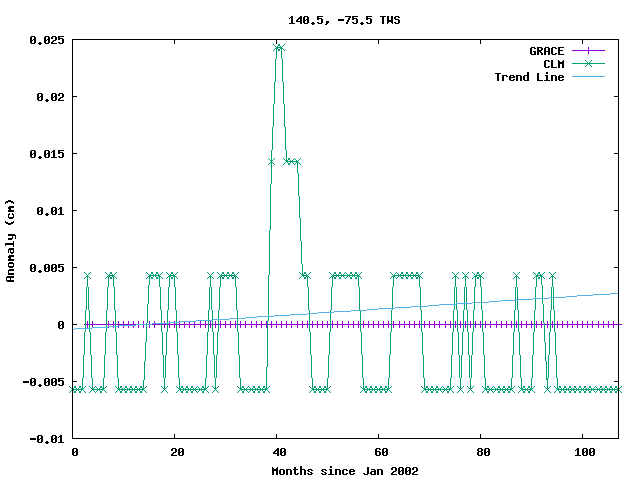 140.5, -75.5 TWS
GRACE
CLM
Trend Line
0.025
0.02
0.015
0.01
0.005
0
-0.005
-0.01
Anomaly (cm)
0 20 40 60 80 100
Months since Jan 2002